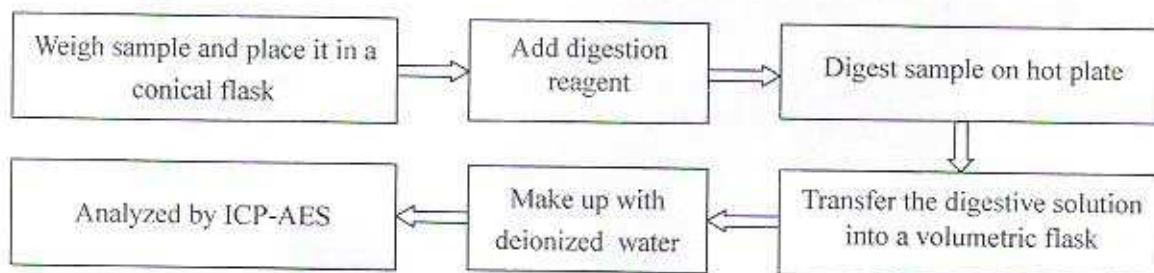 Weigh sample and place it in a
conical flask
Add digestion
reagent
Digest sample on hot plate
Transfer the digestive solution
into a volumetric flask
Make up with
deionized water
Analyzed by ICP-AES